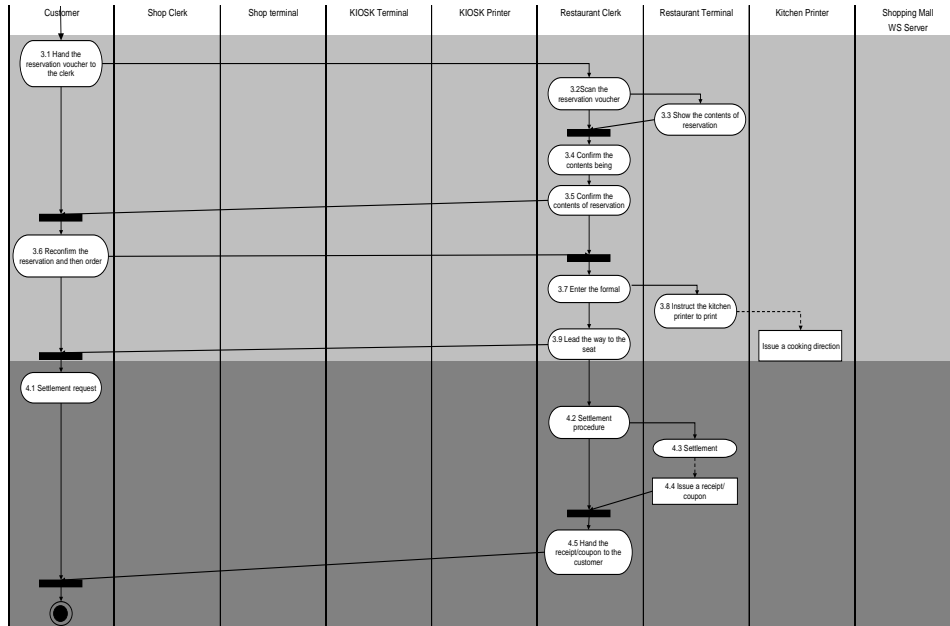 Customer
Shop Clerk
Shop terminal
KIOSK Terminal
KIOSK Printer
Restaurant Clerk
Restaurant Terminal
Kitchen Printer
Shopping Mall
WS Server
3.1 Hand the
reservation voucher to
the clerk
3.2Scan the
reservation voucher
3.3 Show the contents of
reservation
3.4 Confirm the
contents being
3.5 Confirm the
contents of reservation
3.6 Reconfirm the
reservation and then order
3.7 Enter the formal
3.8 Instruct the kitchen
printer to print
Issue a cooking direction
3.9 Lead the way to the
seat
4.1 Settlement request
4.2 Settlement
procedure
4.3 Settlement
4.4 Issue a receipt/
coupon
4.5 Hand the
receipt/coupon to the
customer